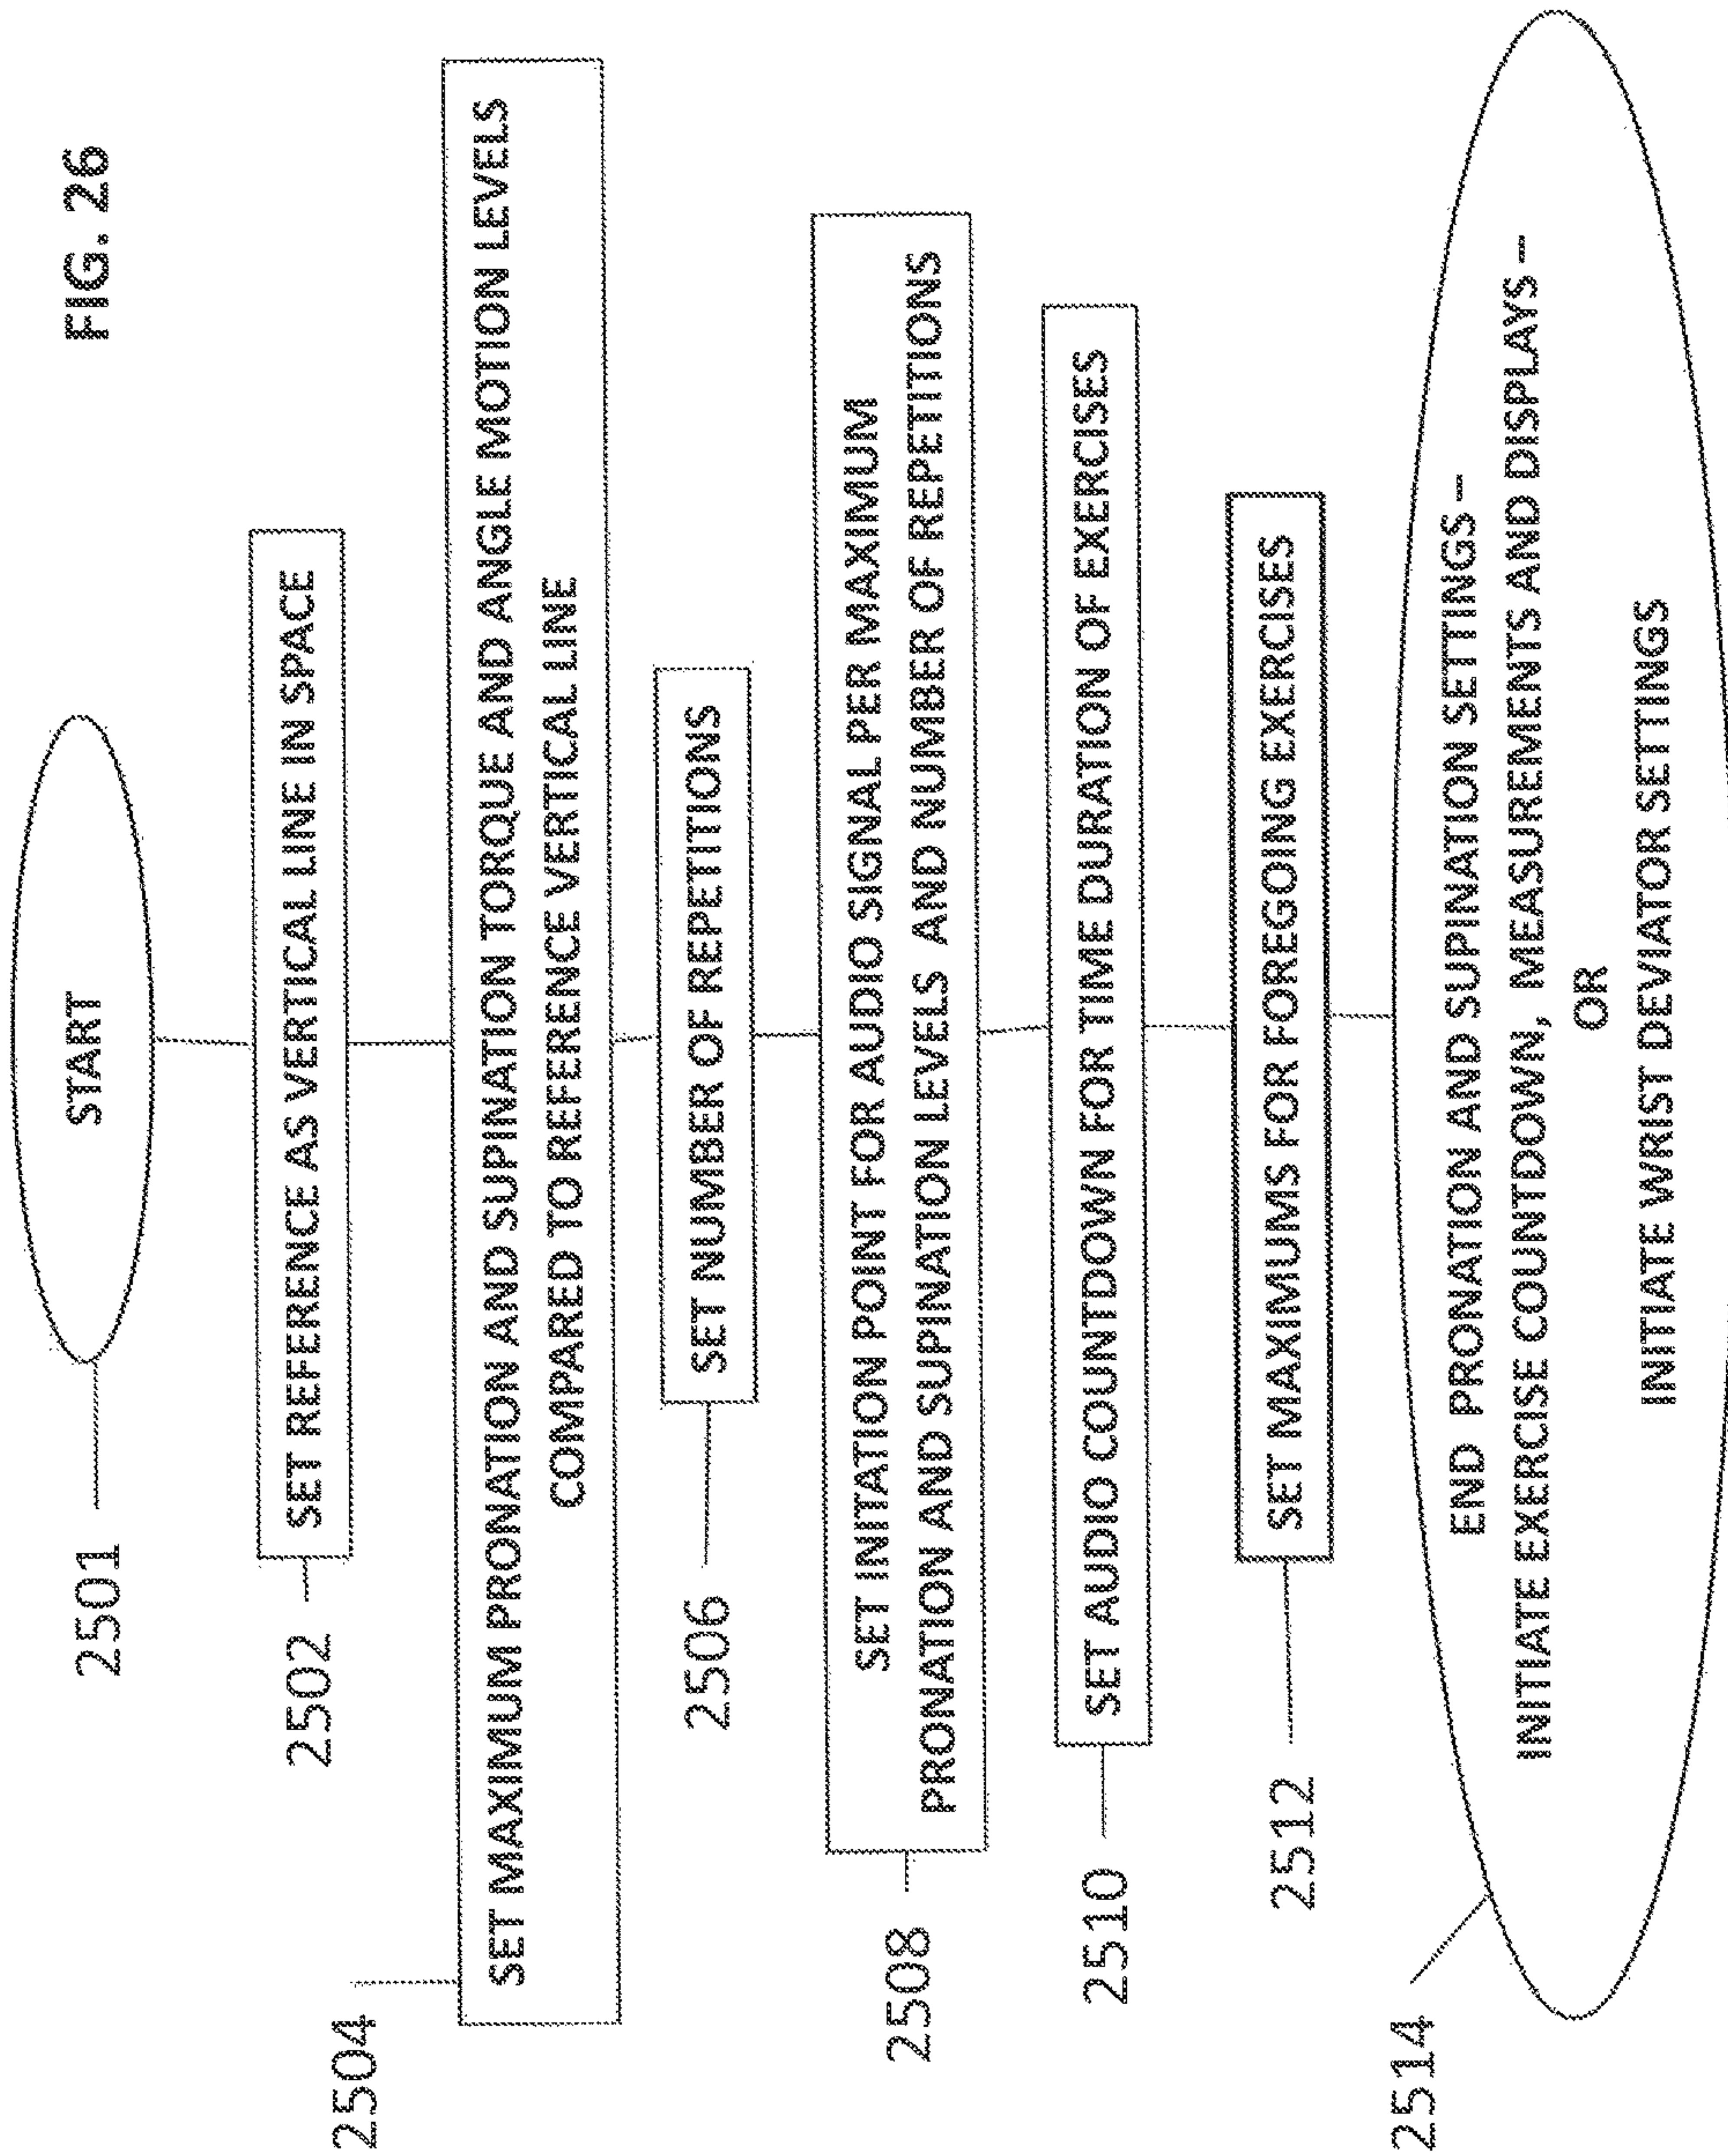 FIG. 26
START
2501
SET REFERENCE AS VERTICAL LINE IN SPACE
2502
SET MAXIMUM PRONATION AND SUPINATION TORQUE AND ANGLE MOTION LEVELS
COMPARED TO REFERENCE VERTICAL LINE
2504
SET NUMBER OF REPETITIONS
2506
SET INITATION POINT FOR AUDIO SIGNAL PER MAXIMUM
PRONATION AND SUPINATION LEVELS AND NUMBER OF REPETITIONS
2508
SET AUDIO COUNTDOWN FOR TIME DURATION OF EXERCISES
2510
SET MAXIMUMS FOR FOREGOING EXERCISES
2512
END PRONATION AND SUPINATION SETTINGS–
INITIATE EXERCISE COUNTDOWN, MEASUREMENTS AND DISPLAYS–
OR
INITIATE WRIST DEVIATOR SETTINGS
2514